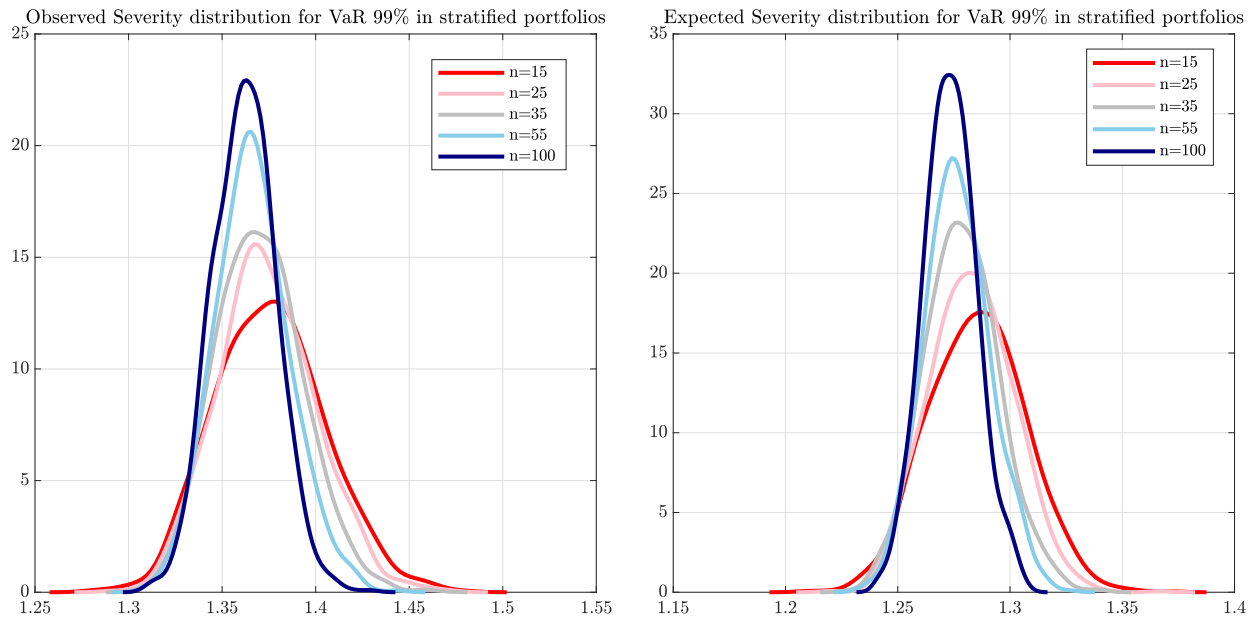 Observed Severity distribution for VaR 99% in stratified portfolios
25
20
15
10
5
0
1.25
1.3
1.35
1.4
1.45
1.5
1.55
n=15
n=25
n=35
n=55
n=100
Expected Severity distribution for VaR 99% in stratified portfolios
35
30
25
20
15
10
5
0
1.15
1.2
1.25
1.3
1.35
1.4
n=15
n=25
n=35
n=55
n=100